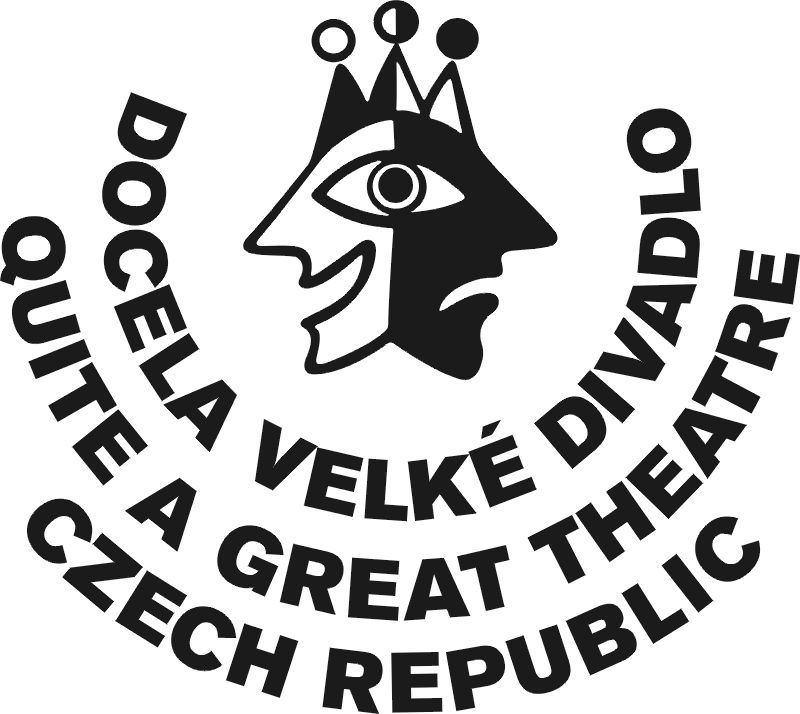 DOCELA VELKÉ DIVADLO
QUITE A GREAT THEATRE
CZECH REPUBLIC